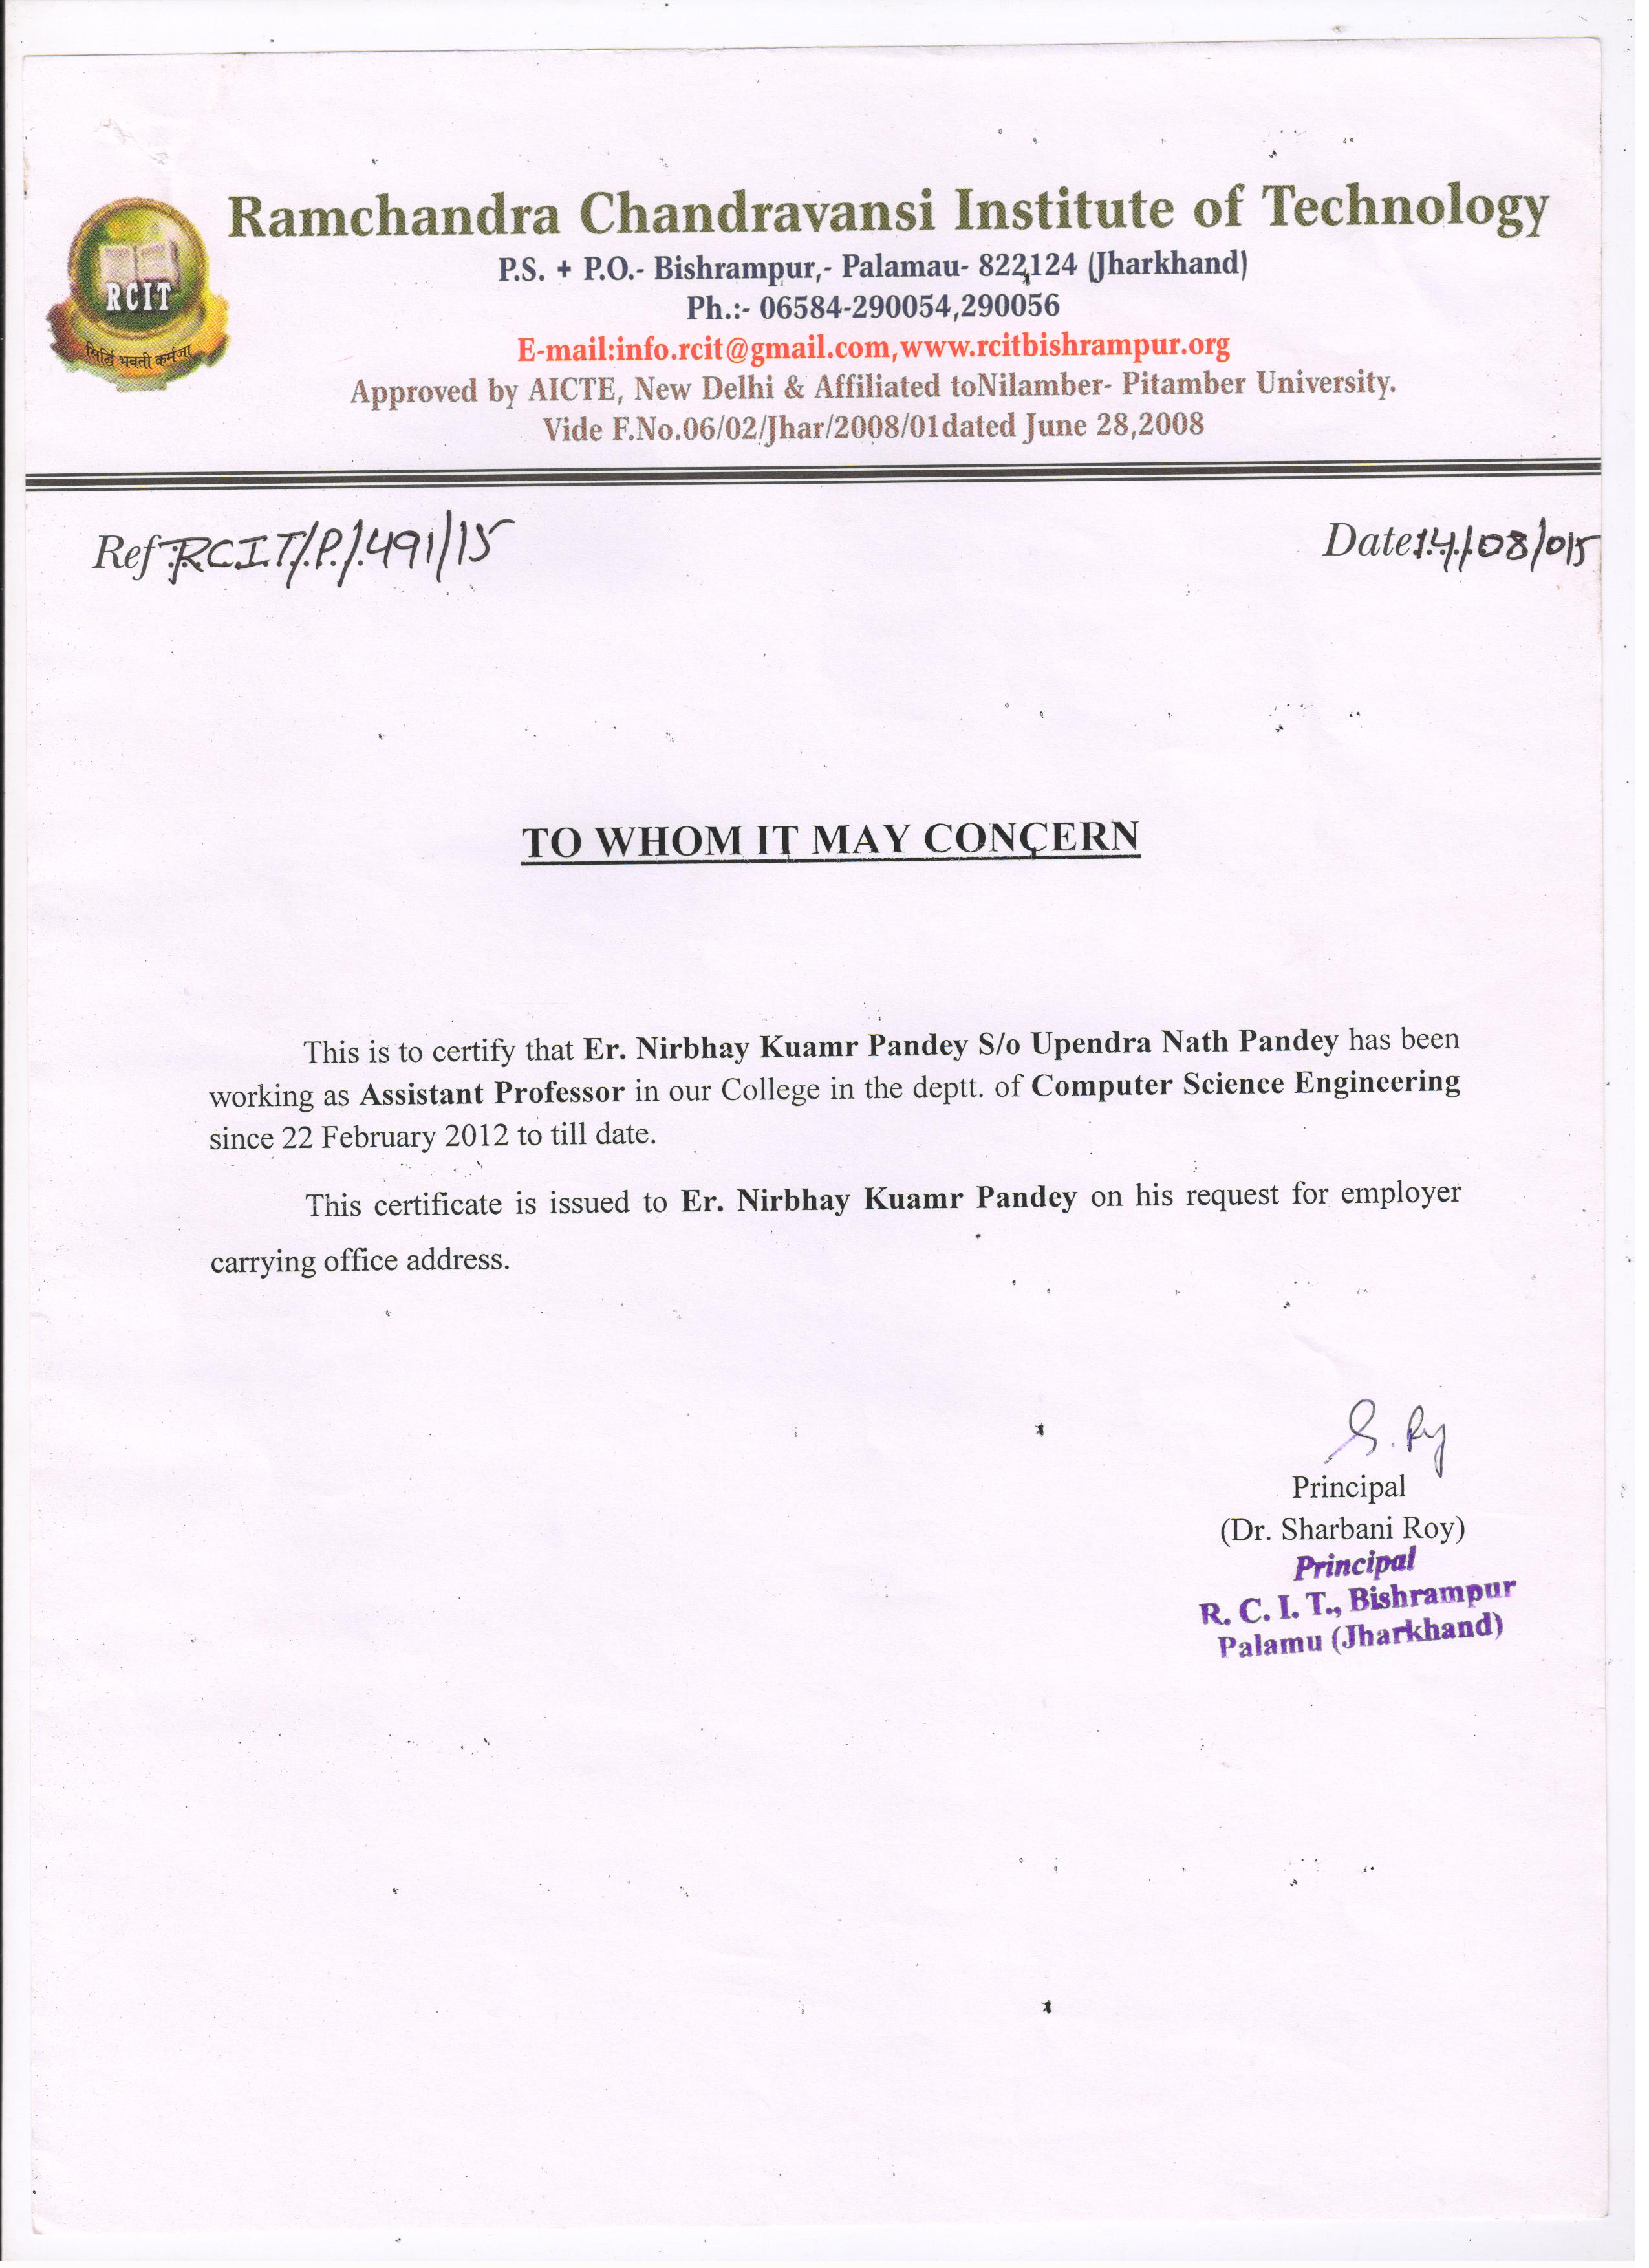 Ramchandra Chandravansi Institute of Technology
P.S. + P.O.- Bishrampur,- Palamau- 822124 (Jharkhand)
Ph.:- 06584-290054,290056
E-mail:info.rcit@gmail.com,www.rcitbishrampur.org
Approved by AICTE, New Delhi & Affiliated toNilamber- Pitamber University.
Vide F.No.06/02/Jhar/2008/01dated June 28,2008
RCIT
सिर्द्धि भवती कर्मजा
Ref.:RCIT/P/491/15
Date:14/08/015
TO WHOM IT MAY CONCERN
This is to certify that Er. Nirbhay Kuamr Pandey S/o Upendra Nath Pandey has been
working as Assistant Professor in our College in the deptt. of Computer Science Engineering
since 22 February 2012 to till date.
This certificate is issued to Er. Nirbhay Kuamr Pandey on his request for employer
carrying office address.
S. Roy
Principal
(Dr. Sharbani Roy)
Principal
R. C. I. T., Bishrampur
Palamu (Jharkhand)